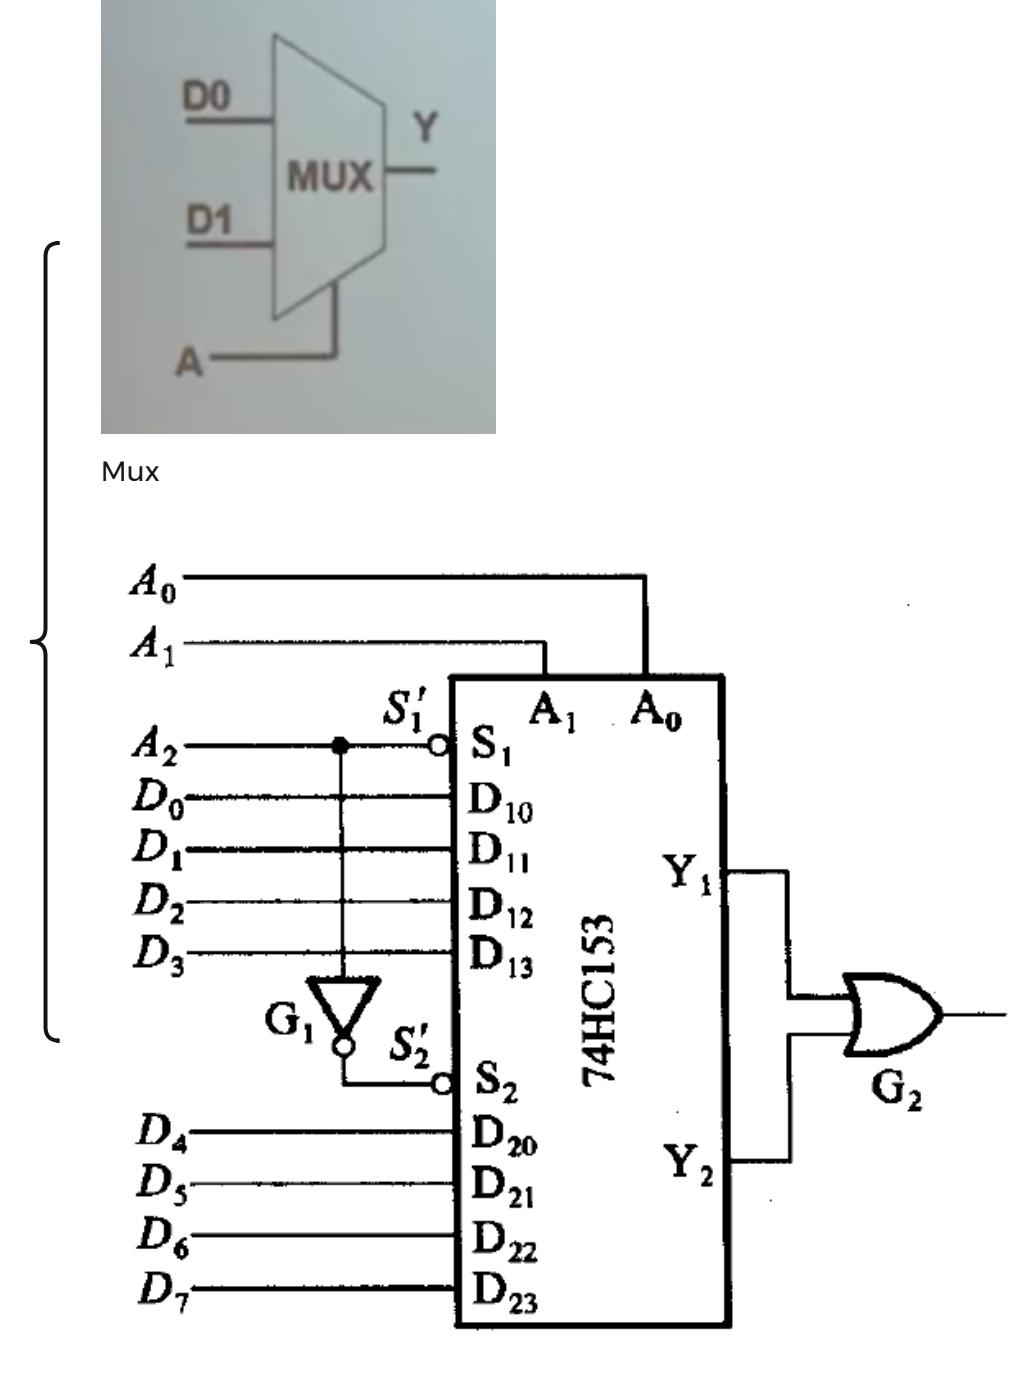 D0
Y
MUX
D1
A
Mux
A₀
A₁
S₁′ A₁ A₀
A₂ S₁
D₀ D₁₀
D₁ D₁₁
Y₁
D₂ D₁₂
D₃ D₁₃
74HC153
G₁ S₂′
S₂ G₂
D₄ D₂₀
Y₂
D₅ D₂₁
D₆ D₂₂
D₇ D₂₃